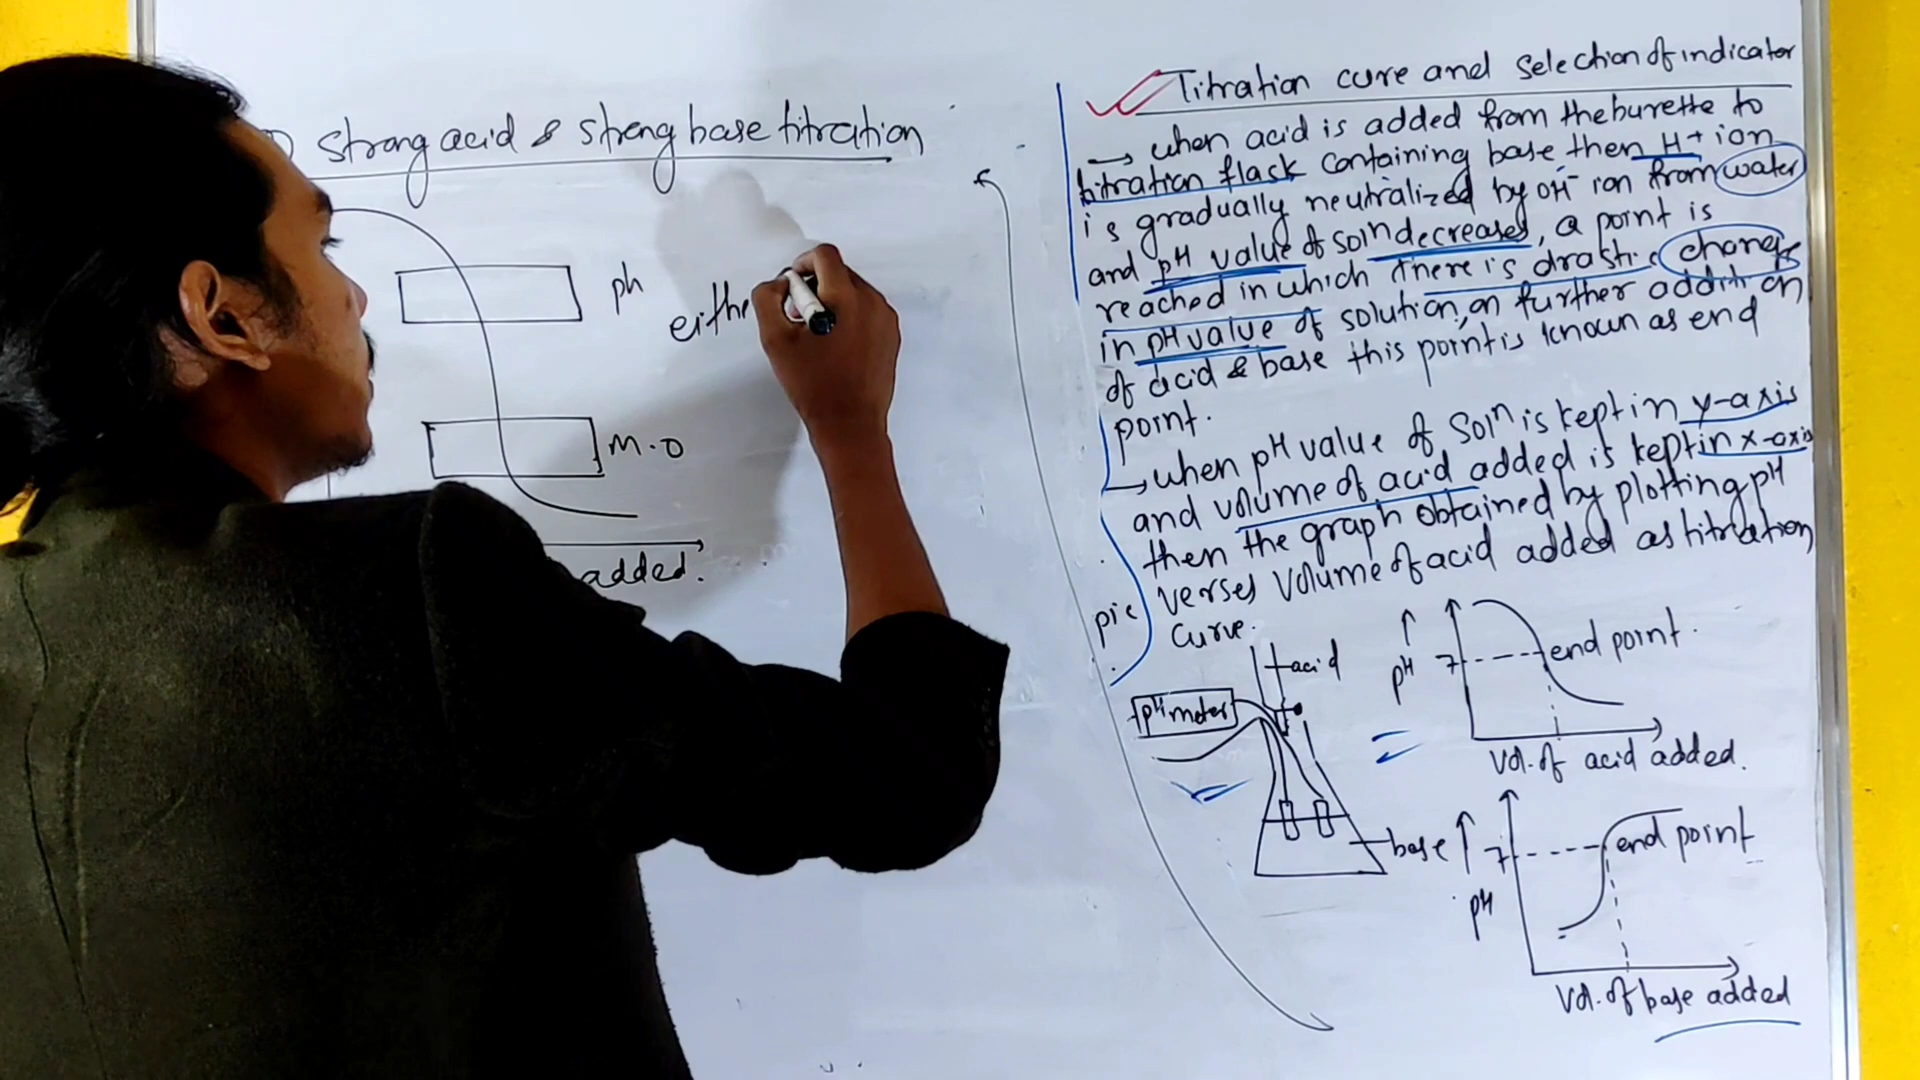 strong acid & streng base titration
ph
eithe
M.O
added.
Titration cure and selection of indicator
→ when acid is added from the burette to
titration flask containing base then H+ ion
is gradually neutralized by OH- ion from water
and pH value of soln decreases, a point is
reached in which there is drastic change
in pH value of solution, on further addition
of acid & base this point is known as end
point.
→ when pH value of soln is kept in y-axis
and volume of acid added is kept in x-axis
then the graph obtained by plotting pH
verses volume of acid added as titration
curve.
pic
acid
pH meter
base
pH
7
end point.
Vol. of acid added.
pH
7
end point
Vol. of base added